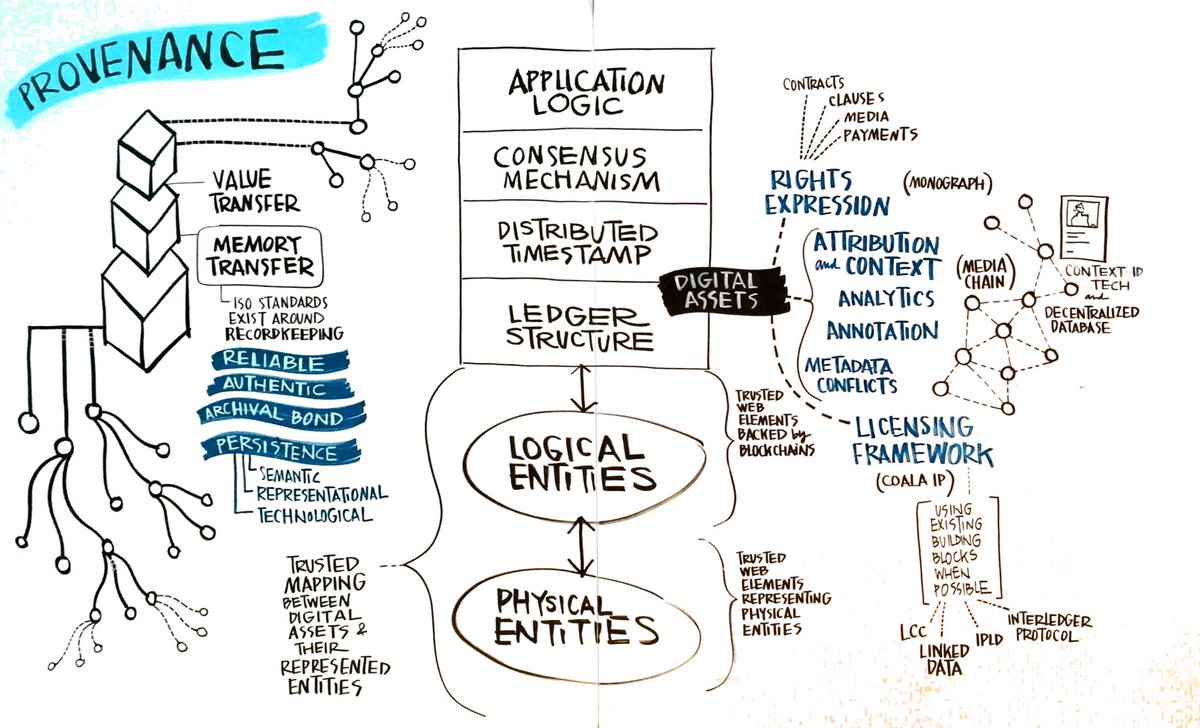 PROVENANCE
VALUE
TRANSFER
MEMORY
TRANSFER
ISO STANDARDS
EXIST AROUND
RECORDKEEPING
RELIABLE
AUTHENTIC
ARCHIVAL BOND
PERSISTENCE
SEMANTIC
REPRESENTATIONAL
TECHNOLOGICAL
TRUSTED
MAPPING
BETWEEN
DIGITAL
ASSETS &
THEIR
REPRESENTED
ENTITIES
APPLICATION
LOGIC
CONSENSUS
MECHANISM
DISTRIBUTED
TIMESTAMP
LEDGER
STRUCTURE
LOGICAL
ENTITIES
PHYSICAL
ENTITIES
TRUSTED
WEB
ELEMENTS
BACKED by
BLOCKCHAINS
TRUSTED
WEB
ELEMENTS
REPRESENTING
PHYSICAL
ENTITIES
DIGITAL
ASSETS
CONTRACTS
CLAUSES
MEDIA
PAYMENTS
RIGHTS
EXPRESSION
(MONOGRAPH)
ATTRIBUTION
and CONTEXT
ANALYTICS
ANNOTATION
METADATA
CONFLICTS
(MEDIA
CHAIN)
CONTEXT ID
TECH
and
DECENTRALIZED
DATABASE
LICENSING
FRAMEWORK
(COALA IP)
USING
EXISTING
BUILDING
BLOCKS
WHEN
POSSIBLE
LCC
LINKED
DATA
IPLD
INTERLEDGER
PROTOCOL